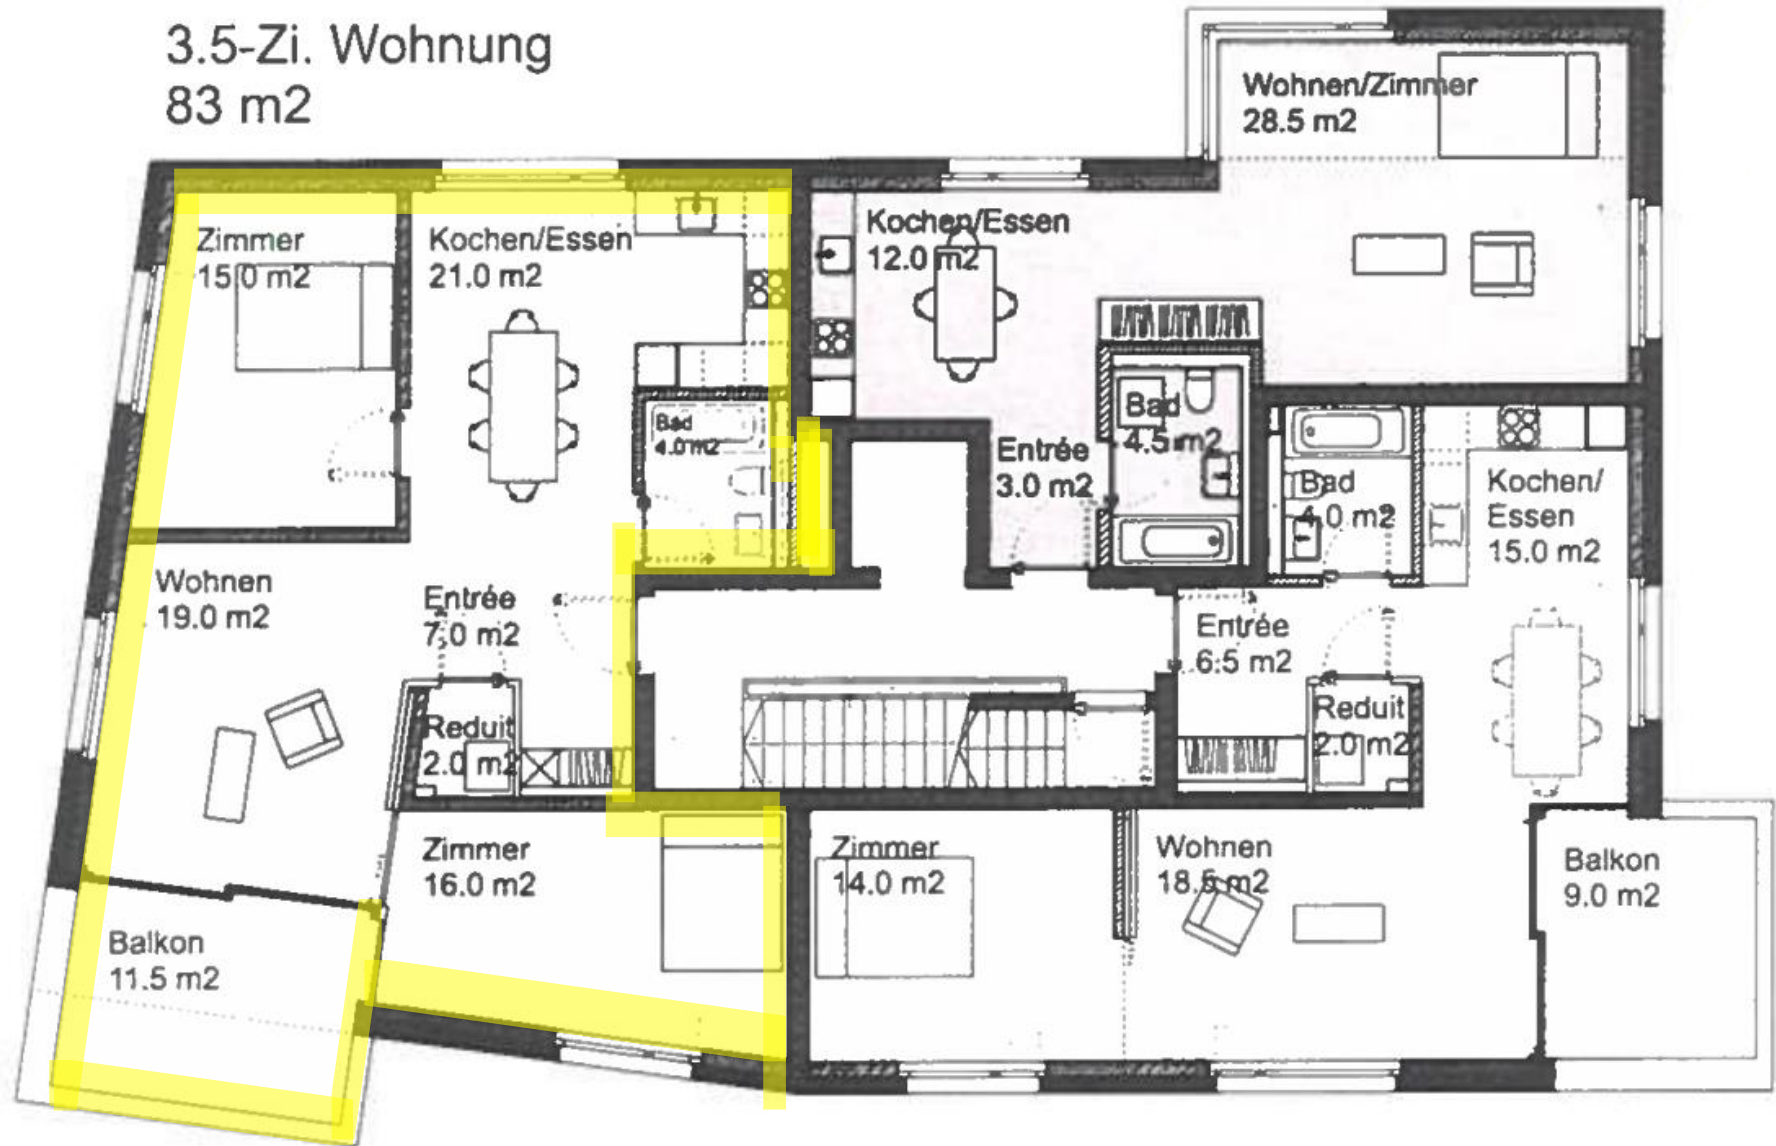 3.5-Zi. Wohnung
83 m2
Wohnen/Zimmer
28.5 m2
Zimmer
15.0 m2
Kochen/Essen
21.0 m2
Kochen/Essen
12.0 m2
Bad
4.0 m2
Bad
4.5 m2
Entrée
3.0 m2
Bad
4.0 m2
Kochen/
Essen
15.0 m2
Wohnen
19.0 m2
Entrée
7.0 m2
Entrée
6.5 m2
Reduit
2.0 m2
Reduit
2.0 m2
Zimmer
16.0 m2
Zimmer
14.0 m2
Wohnen
18.5 m2
Balkon
9.0 m2
Balkon
11.5 m2